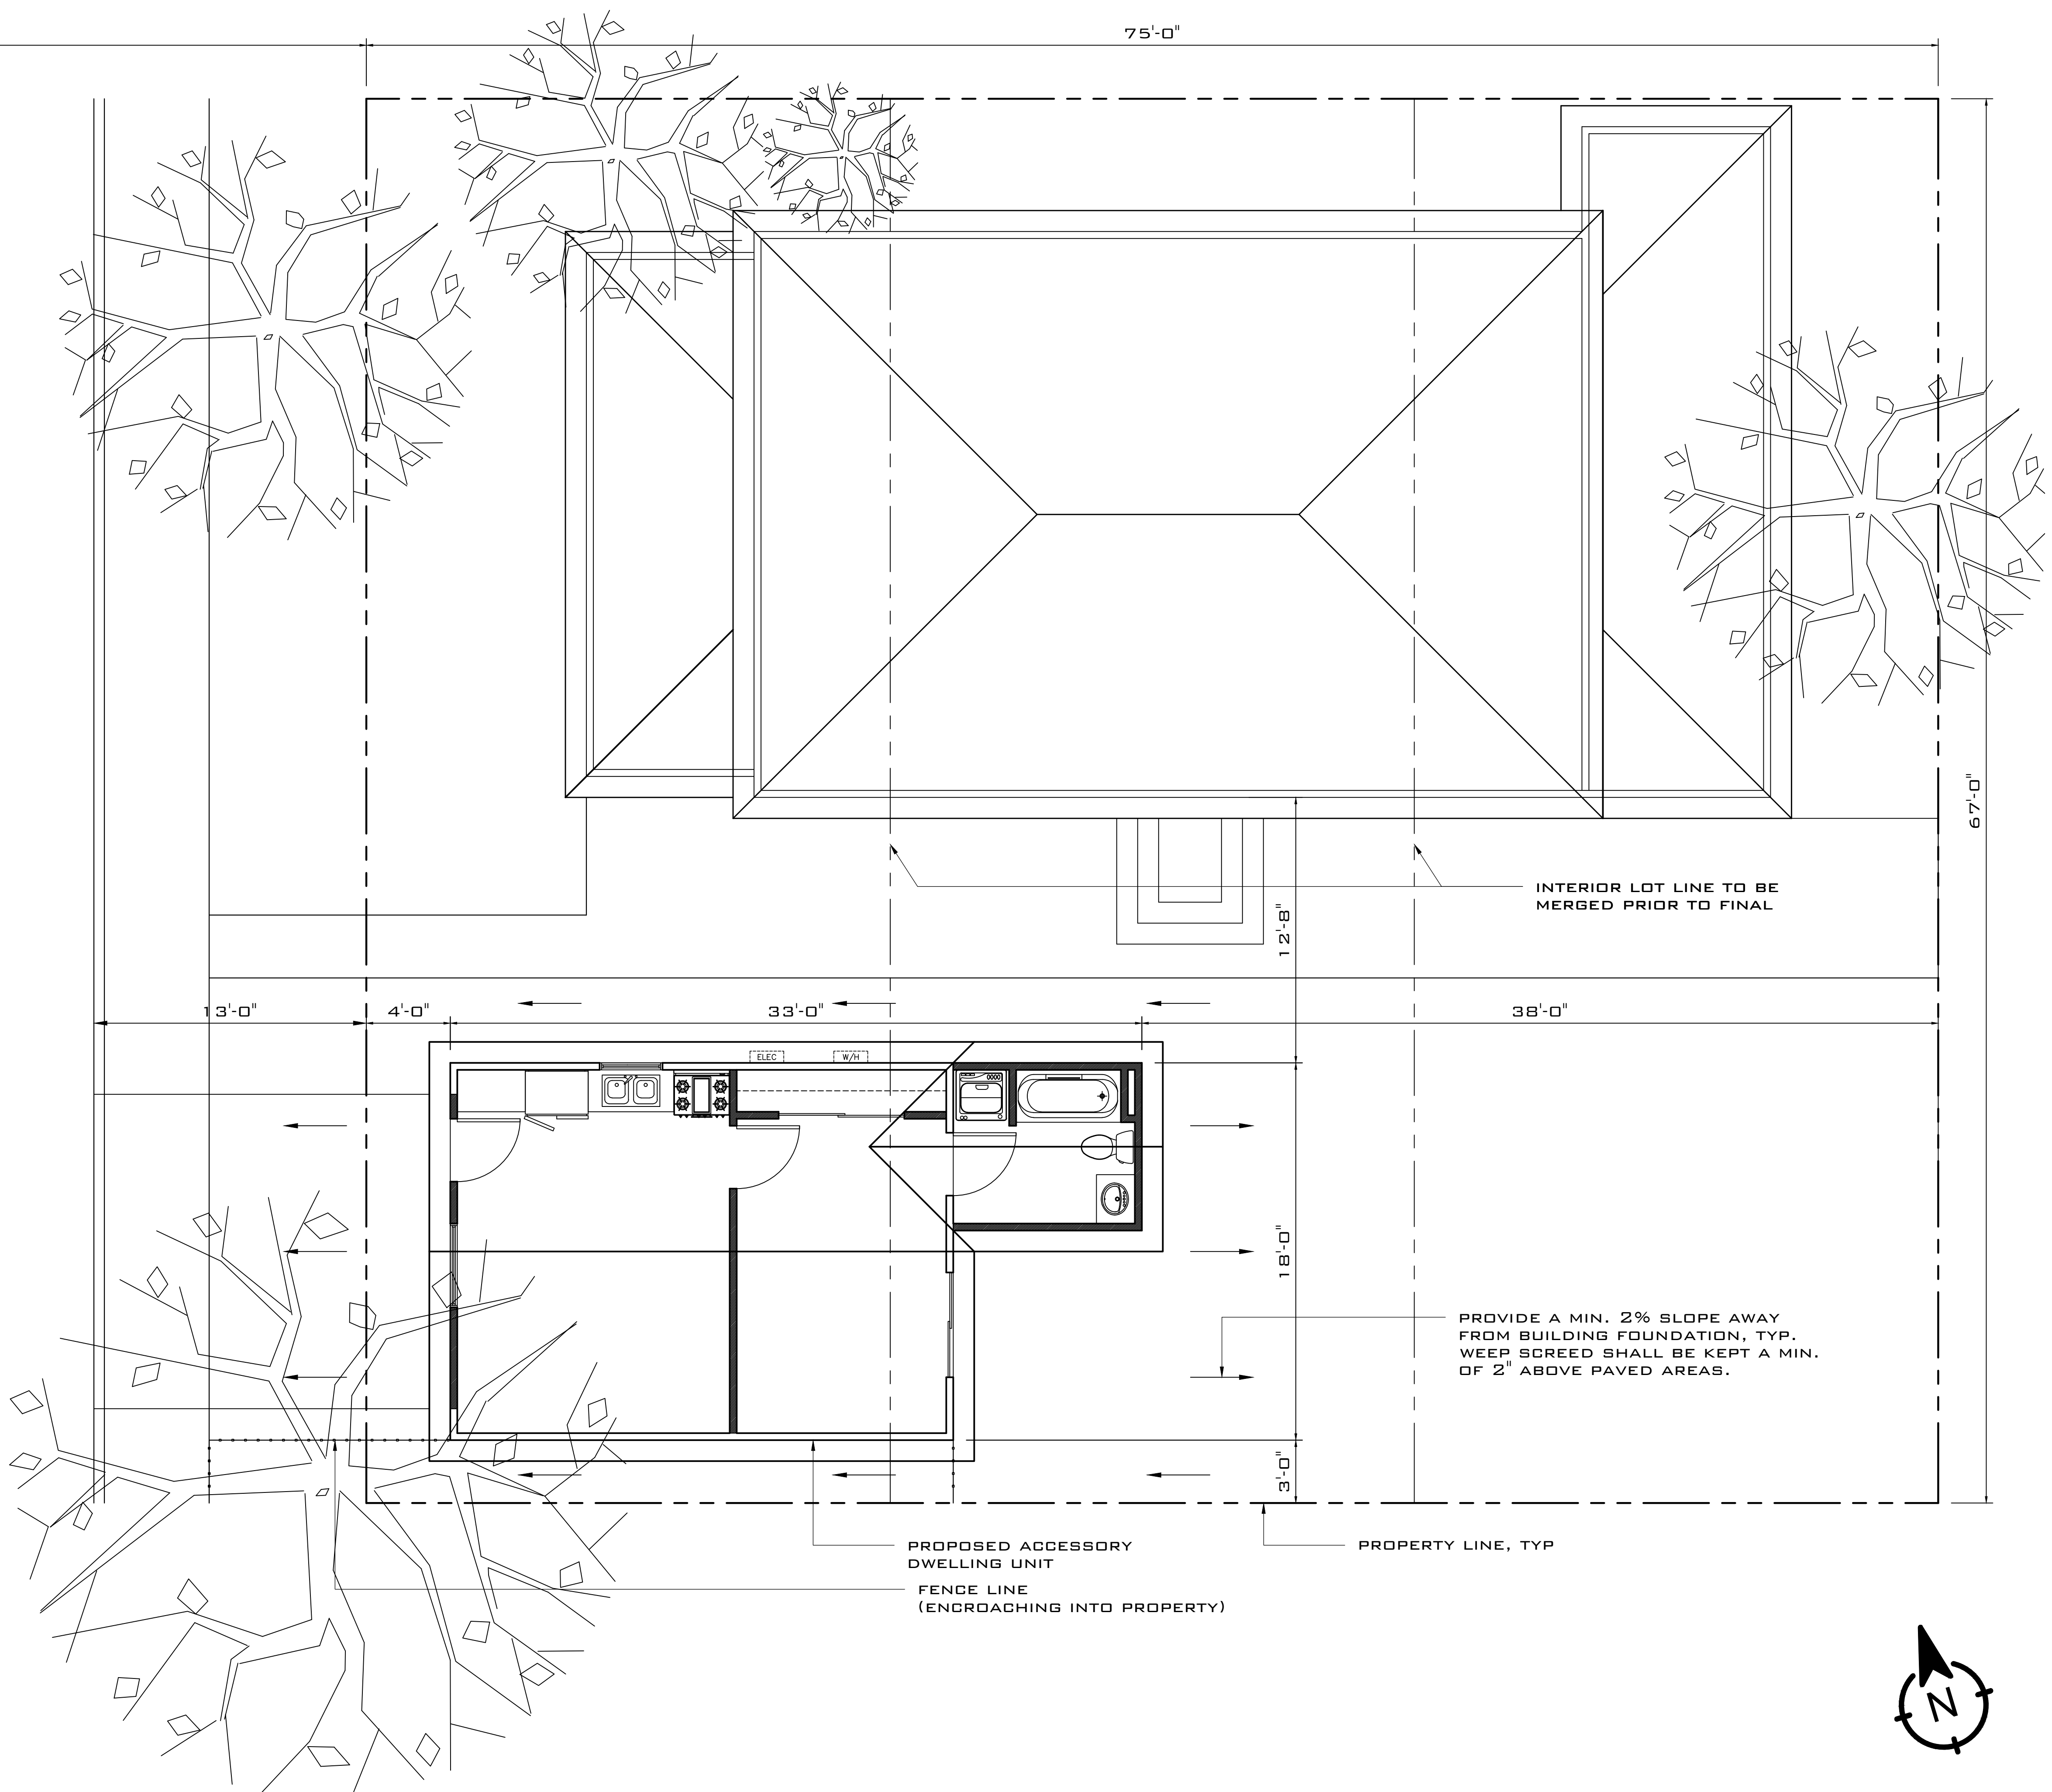 75'-0"
67'-0"
INTERIOR LOT LINE TO BE
MERGED PRIOR TO FINAL
12'-8"
13'-0"
4'-0"
33'-0"
38'-0"
ELEC
W/H
18'-0"
PROVIDE A MIN. 2% SLOPE AWAY
FROM BUILDING FOUNDATION, TYP.
WEEP SCREED SHALL BE KEPT A MIN.
OF 2" ABOVE PAVED AREAS.
3'-0"
PROPOSED ACCESSORY
DWELLING UNIT
PROPERTY LINE, TYP
FENCE LINE
(ENCROACHING INTO PROPERTY)
N